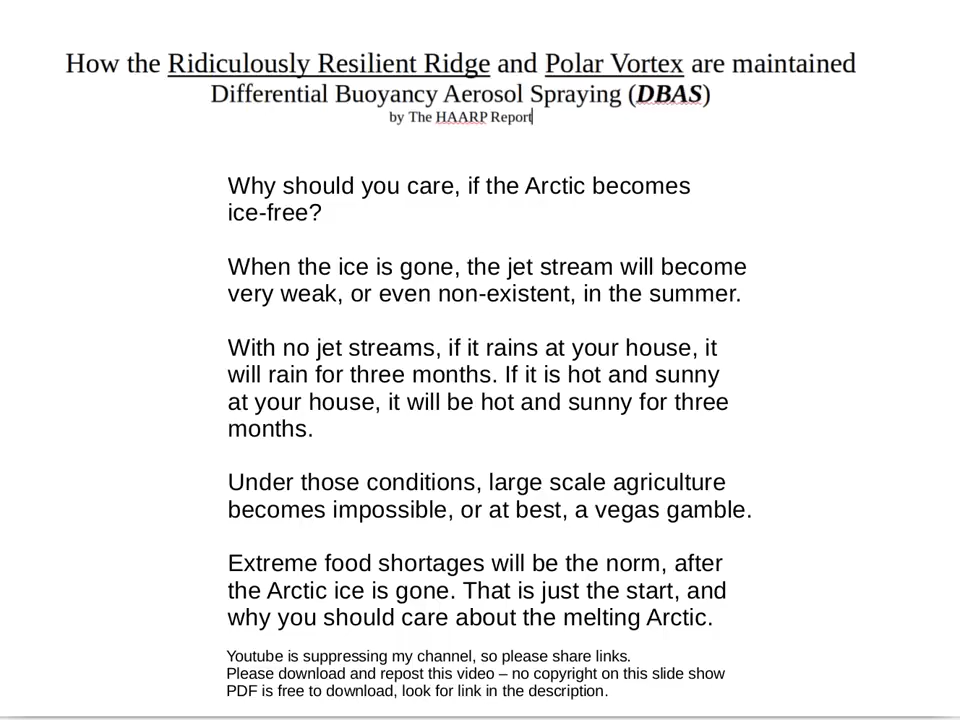 How the Ridiculously Resilient Ridge and Polar Vortex are maintained
Differential Buoyancy Aerosol Spraying (DBAS)
by The HAARP Report
Why should you care, if the Arctic becomes
ice-free?
When the ice is gone, the jet stream will become
very weak, or even non-existent, in the summer.
With no jet streams, if it rains at your house, it
will rain for three months. If it is hot and sunny
at your house, it will be hot and sunny for three
months.
Under those conditions, large scale agriculture
becomes impossible, or at best, a vegas gamble.
Extreme food shortages will be the norm, after
the Arctic ice is gone. That is just the start, and
why you should care about the melting Arctic.
Youtube is suppressing my channel, so please share links.
Please download and repost this video – no copyright on this slide show
PDF is free to download, look for link in the description.